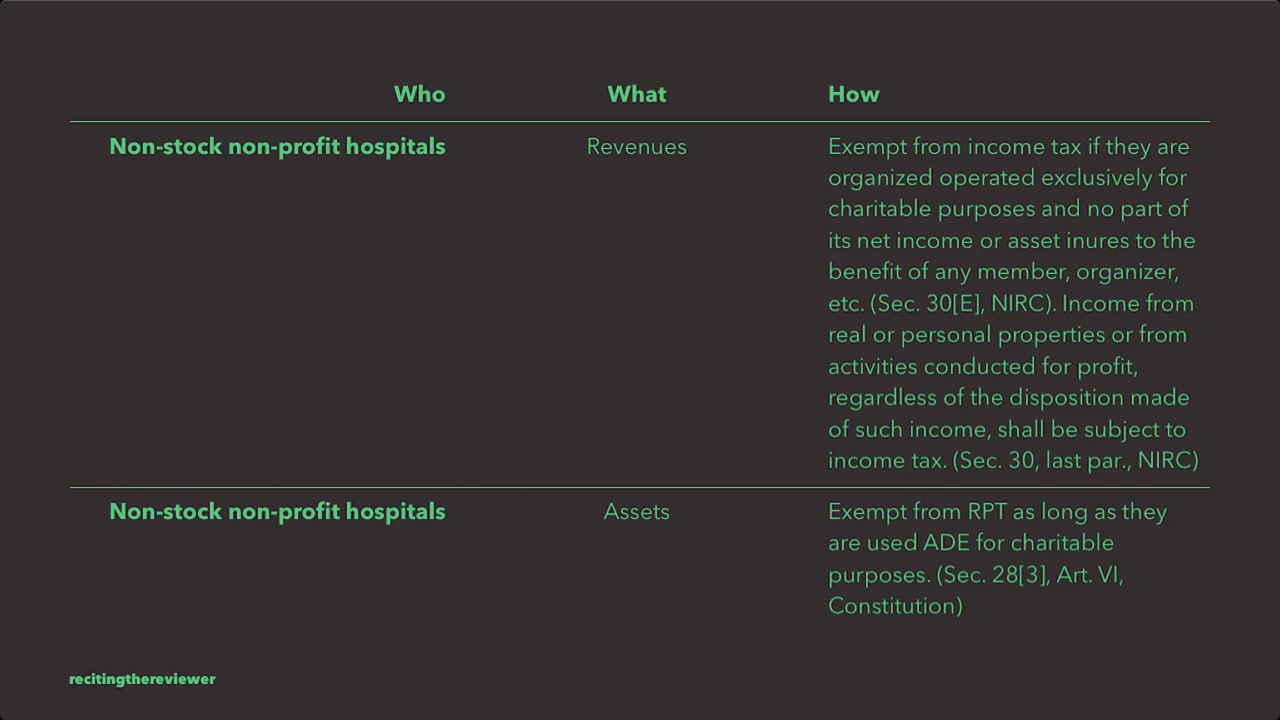 Who What How
Non-stock non-profit hospitals Revenues Exempt from income tax if they are
organized operated exclusively for
charitable purposes and no part of
its net income or asset inures to the
benefit of any member, organizer,
etc. (Sec. 30[E], NIRC). Income from
real or personal properties or from
activities conducted for profit,
regardless of the disposition made
of such income, shall be subject to
income tax. (Sec. 30, last par., NIRC)
Non-stock non-profit hospitals Assets Exempt from RPT as long as they
are used ADE for charitable
purposes. (Sec. 28[3], Art. VI,
Constitution)
recitingthereviewer